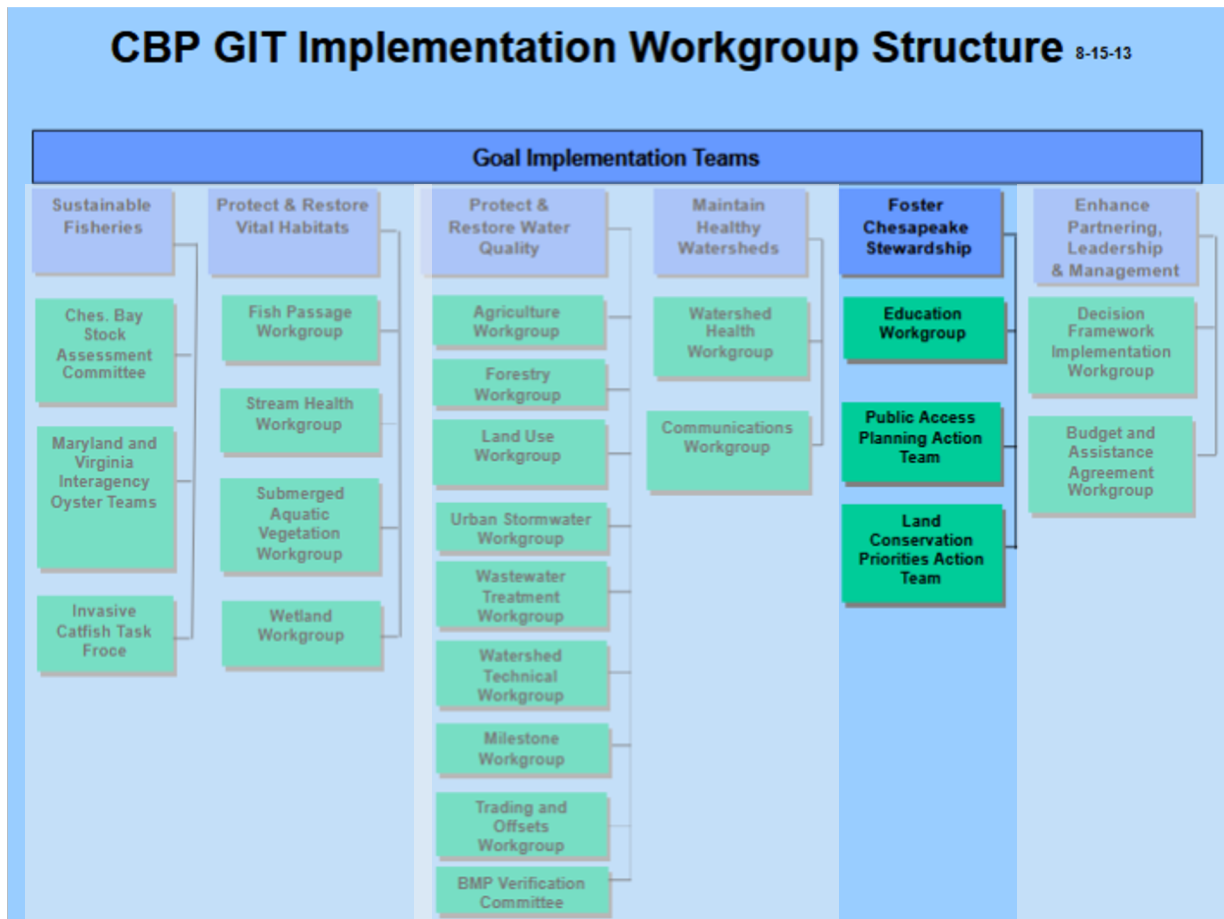 CBP GIT Implementation Workgroup Structure 8-15-13
Goal Implementation Teams
Sustainable
Fisheries
Ches. Bay
Stock
Assessment
Committee
Maryland and
Virginia
Interagency
Oyster Teams
Invasive
Catfish Task
Froce
Protect & Restore
Vital Habitats
Fish Passage
Workgroup
Stream Health
Workgroup
Submerged
Aquatic
Vegetation
Workgroup
Wetland
Workgroup
Protect &
Restore Water
Quality
Agriculture
Workgroup
Forestry
Workgroup
Land Use
Workgroup
Urban Stormwater
Workgroup
Wastewater
Treatment
Workgroup
Watershed
Technical
Workgroup
Milestone
Workgroup
Trading and
Offsets
Workgroup
BMP Verification
Committee
Maintain
Healthy
Watersheds
Watershed
Health
Workgroup
Communications
Workgroup
Foster
Chesapeake
Stewardship
Education
Workgroup
Public Access
Planning Action
Team
Land
Conservation
Priorities Action
Team
Enhance
Partnering,
Leadership
& Management
Decision
Framework
Implementation
Workgroup
Budget and
Assistance
Agreement
Workgroup